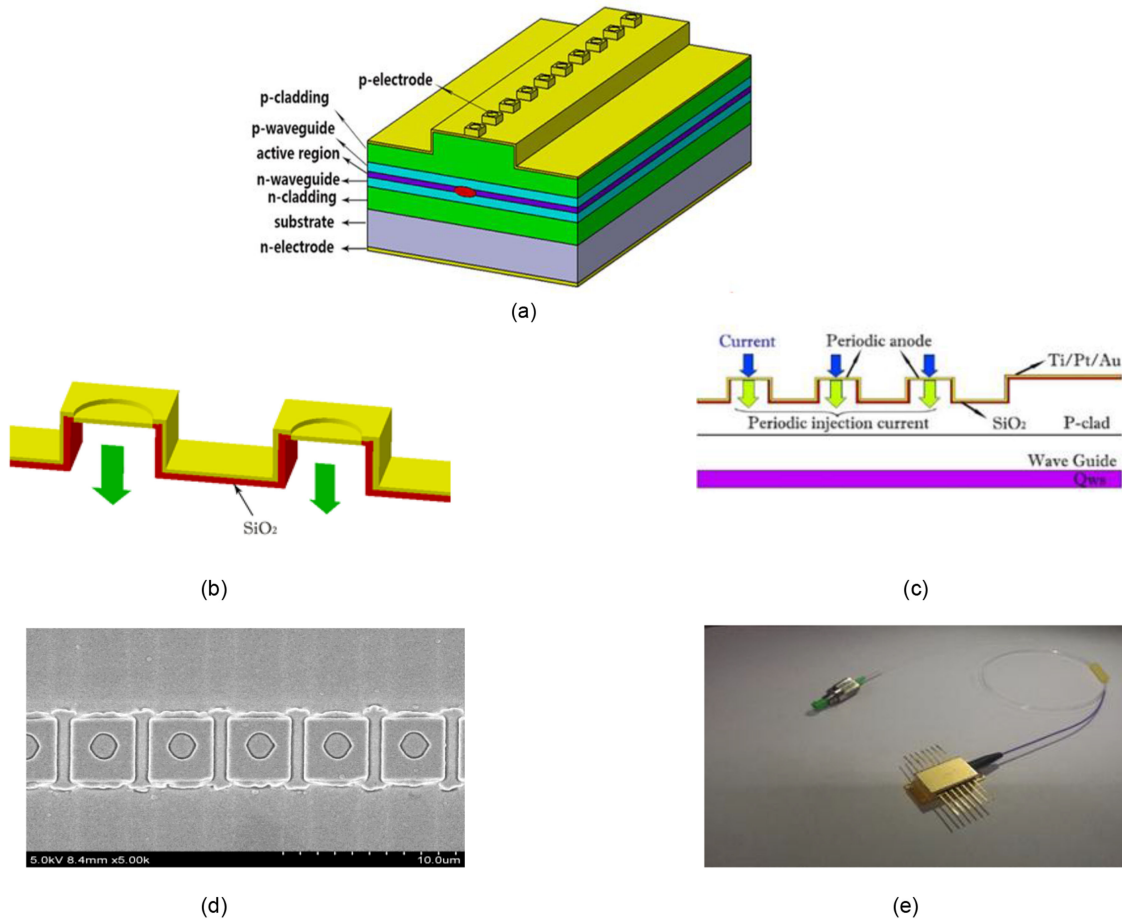 p-electrode
p-cladding
p-waveguide
active region
n-waveguide
n-cladding
substrate
n-electrode
(a)
Current
Periodic anode
Ti/Pt/Au
Periodic injection current
SiO₂
P-clad
Wave Guide
Qws
SiO₂
(b)
(c)
5.0kV 8.4mm x5.00k
10.0um
(d)
(e)